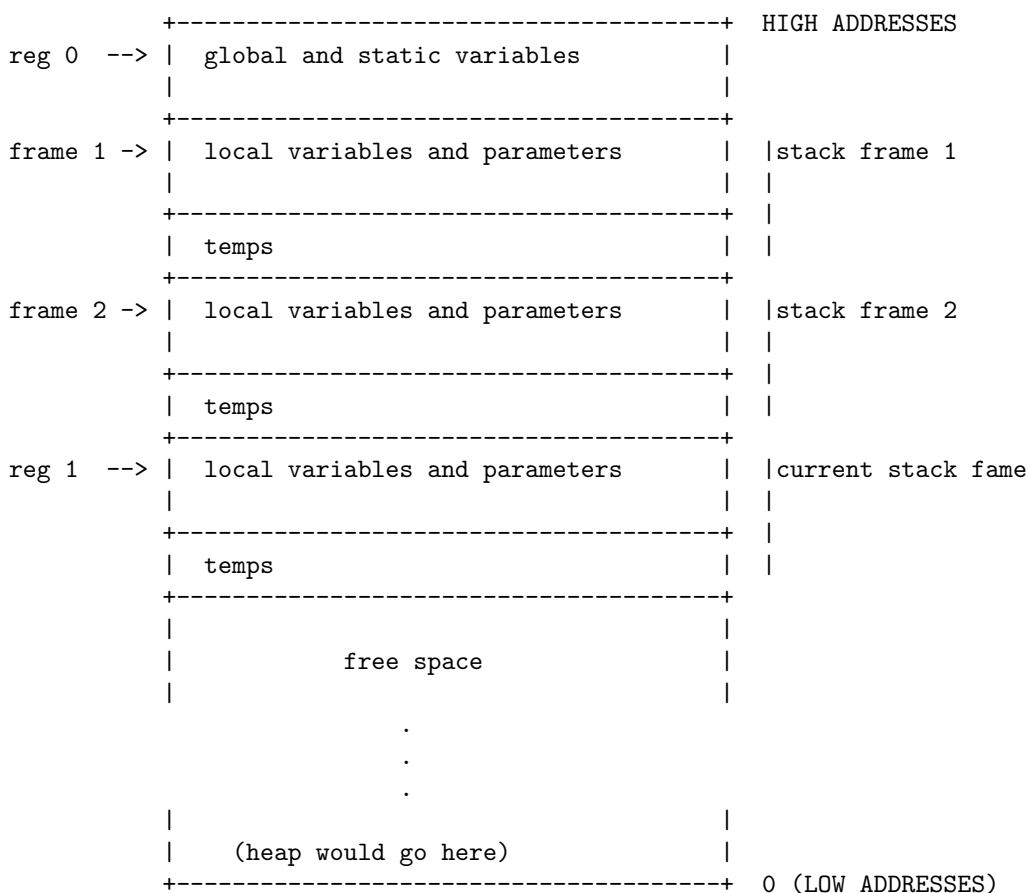 +---------------------------------------+ HIGH ADDRESSES
reg 0 --> | global and static variables |
| |
+---------------------------------------+
frame 1 -> | local variables and parameters | |stack frame 1
| | |
+---------------------------------------+ |
| temps | |
+---------------------------------------+
frame 2 -> | local variables and parameters | |stack frame 2
| | |
+---------------------------------------+ |
| temps | |
+---------------------------------------+
reg 1 --> | local variables and parameters | |current stack fame
| | |
+---------------------------------------+ |
| temps | |
+---------------------------------------+
| |
| free space |
| |
.
.
.
| |
| (heap would go here) |
+---------------------------------------+ 0 (LOW ADDRESSES)